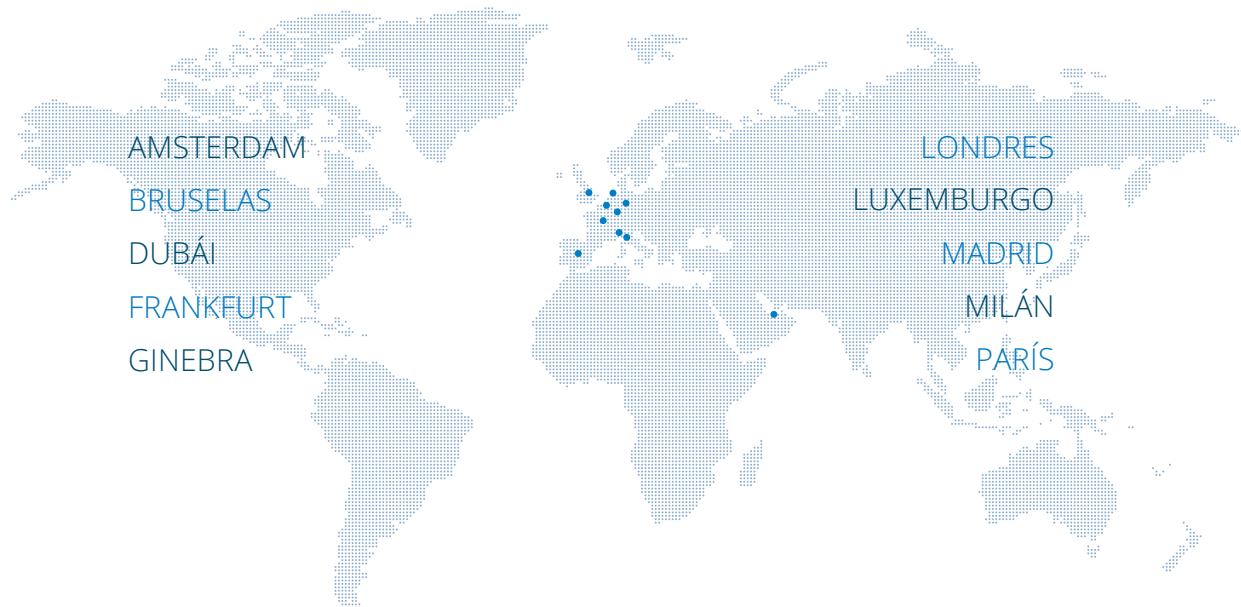 AMSTERDAM
BRUSELAS
DUBÁI
FRANKFURT
GINEBRA
LONDRES
LUXEMBURGO
MADRID
MILÁN
PARÍS